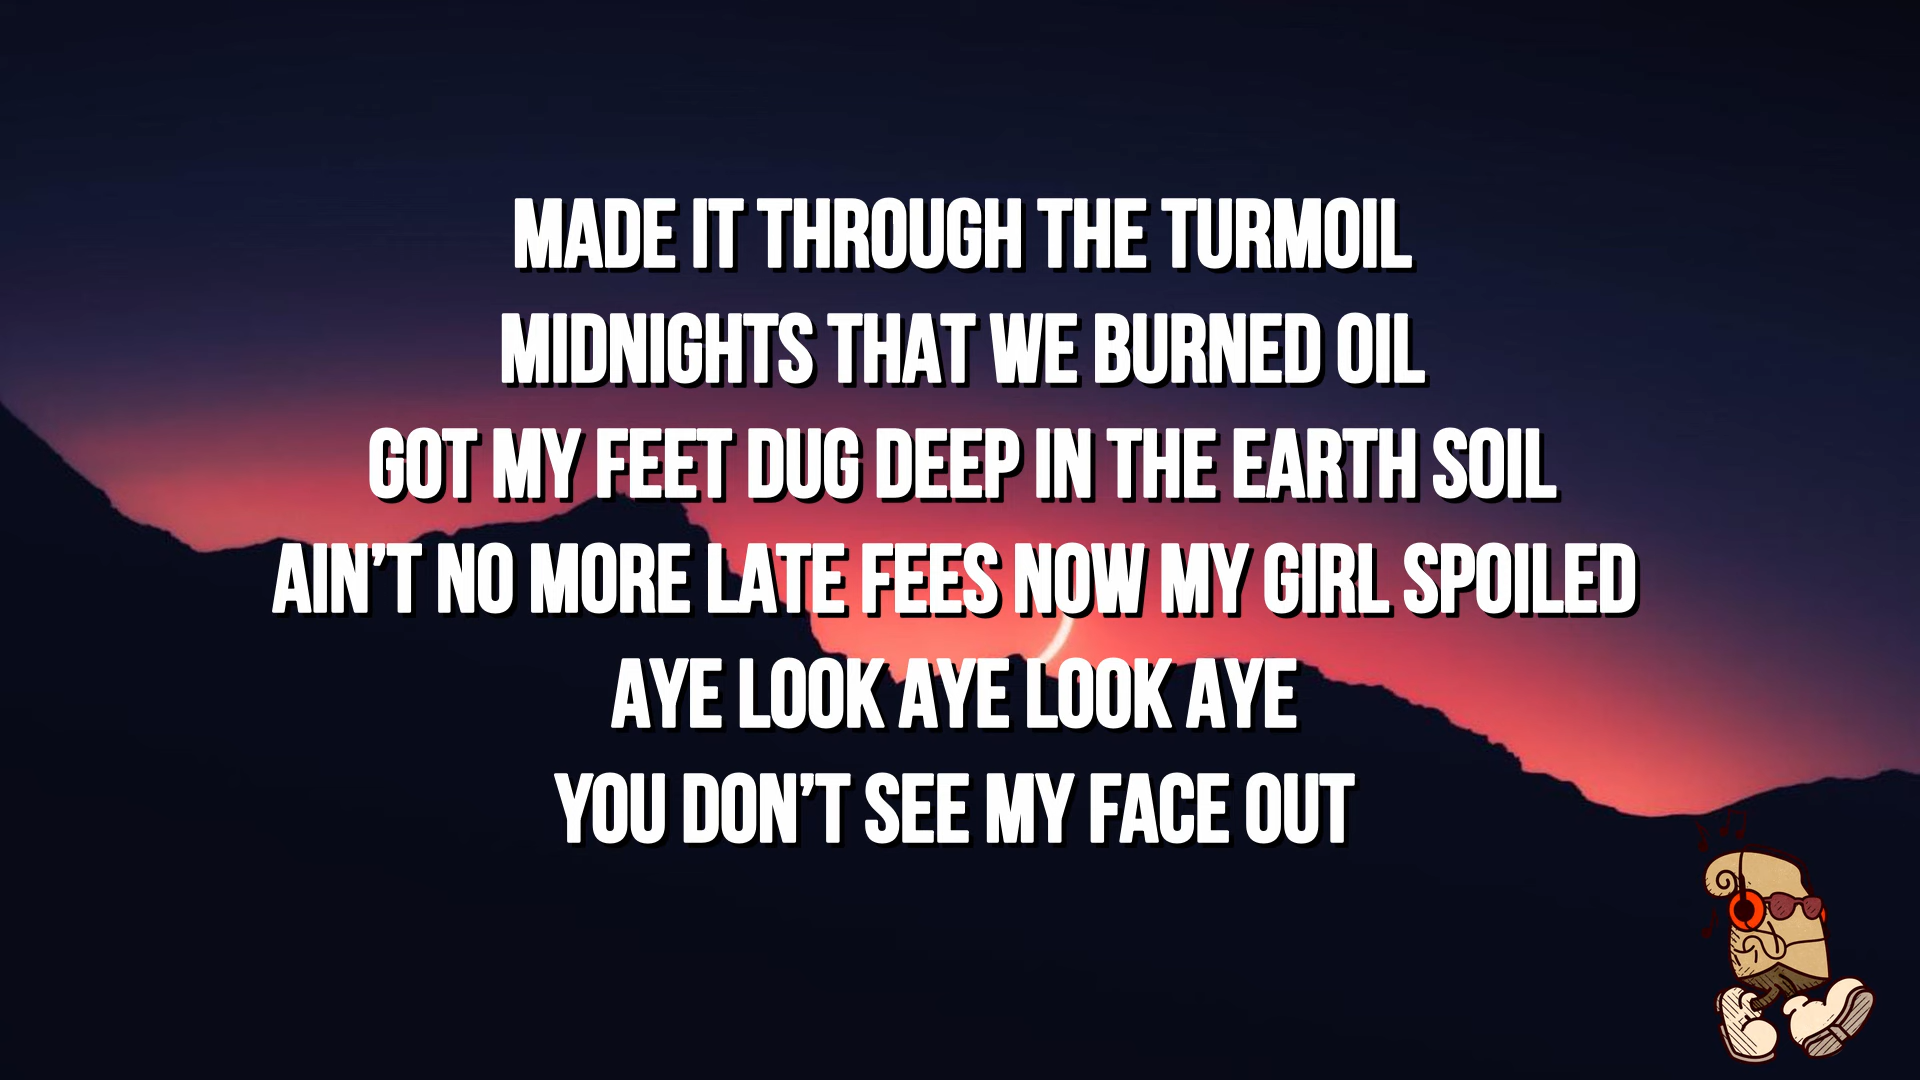 MADE IT THROUGH THE TURMOIL
MIDNIGHTS THAT WE BURNED OIL
GOT MY FEET DUG DEEP IN THE EARTH SOIL
AIN'T NO MORE LATE FEES NOW MY GIRL SPOILED
AYE LOOK AYE LOOK AYE
YOU DON'T SEE MY FACE OUT